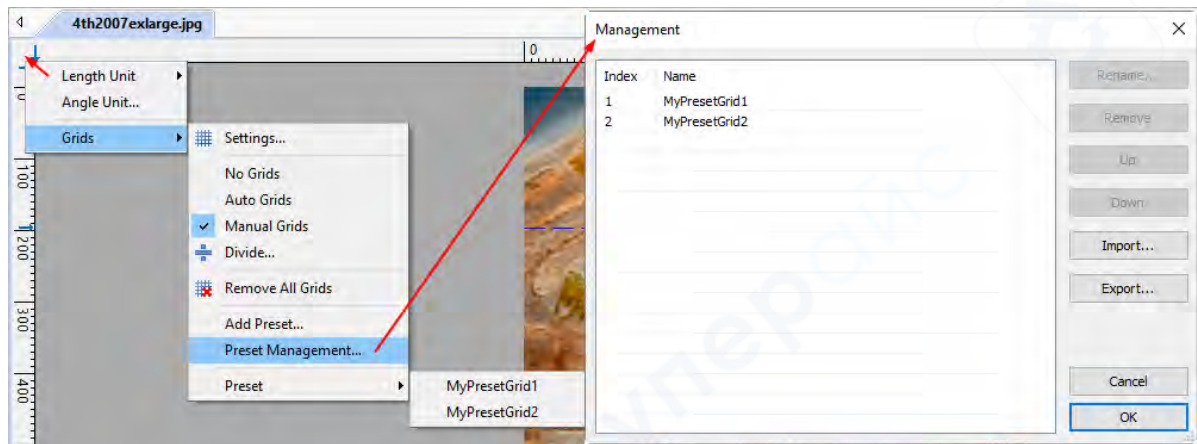 4th2007exlarge.jpg
0
Length Unit
Angle Unit...
Grids
Settings...
No Grids
Auto Grids
Manual Grids
Divide...
Remove All Grids
Add Preset...
Preset Management...
Preset
MyPresetGrid1
MyPresetGrid2
0
100
200
300
400
Management
Index Name
1 MyPresetGrid1
2 MyPresetGrid2
Rename...
Remove
Up
Down
Import...
Export...
Cancel
OK